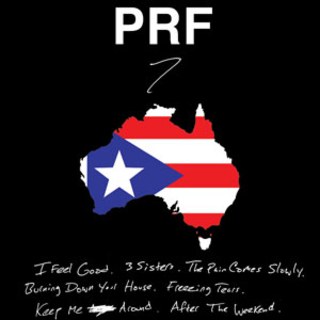 PRF
7
I Feel Good. 3 Sisters. The Pain Comes Slowly.
Burning Down Your House. Freezing Tears.
Keep Me Around. After The Weekend.